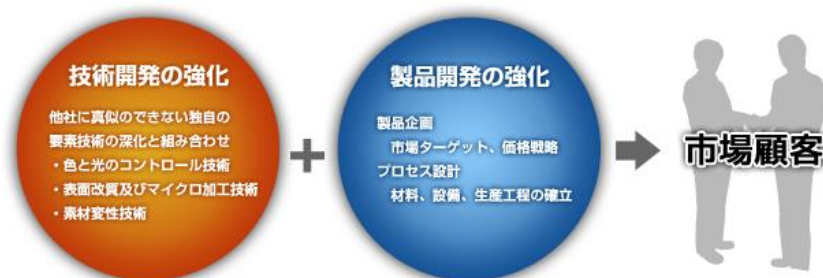 技術開発の強化
他社に真似のできない独自の
要素技術の深化と組み合わせ
・色と光のコントロール技術
・表面改質及びマイクロ加工技術
・素材変性技術
+
製品開発の強化
製品企画
市場ターゲット、価格戦略
プロセス設計
材料、設備、生産工程の確立
市場顧客